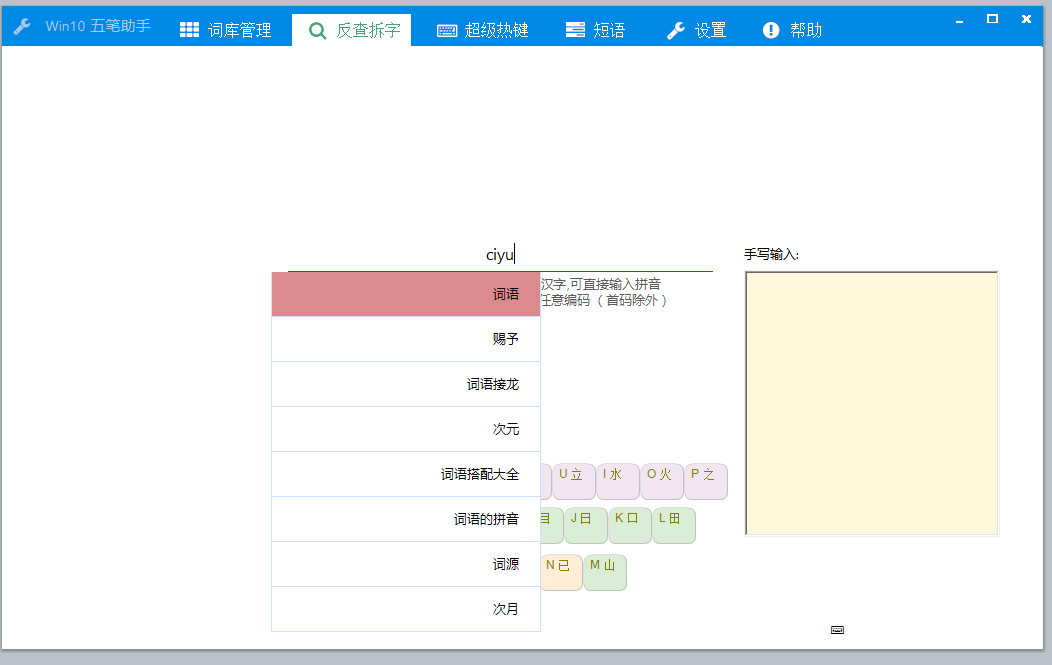 Win10 五笔助手
词库管理
反查拆字
超级热键
短语
设置
帮助
ciyu
手写输入:
汉字,可直接输入拼音
任意编码（首码除外）
词语
赐予
词语接龙
次元
词语搭配大全
词语的拼音
词源
次月
U 立 I 水 O 火 P 之
目 J 日 K 口 L 田
N 已 M 山